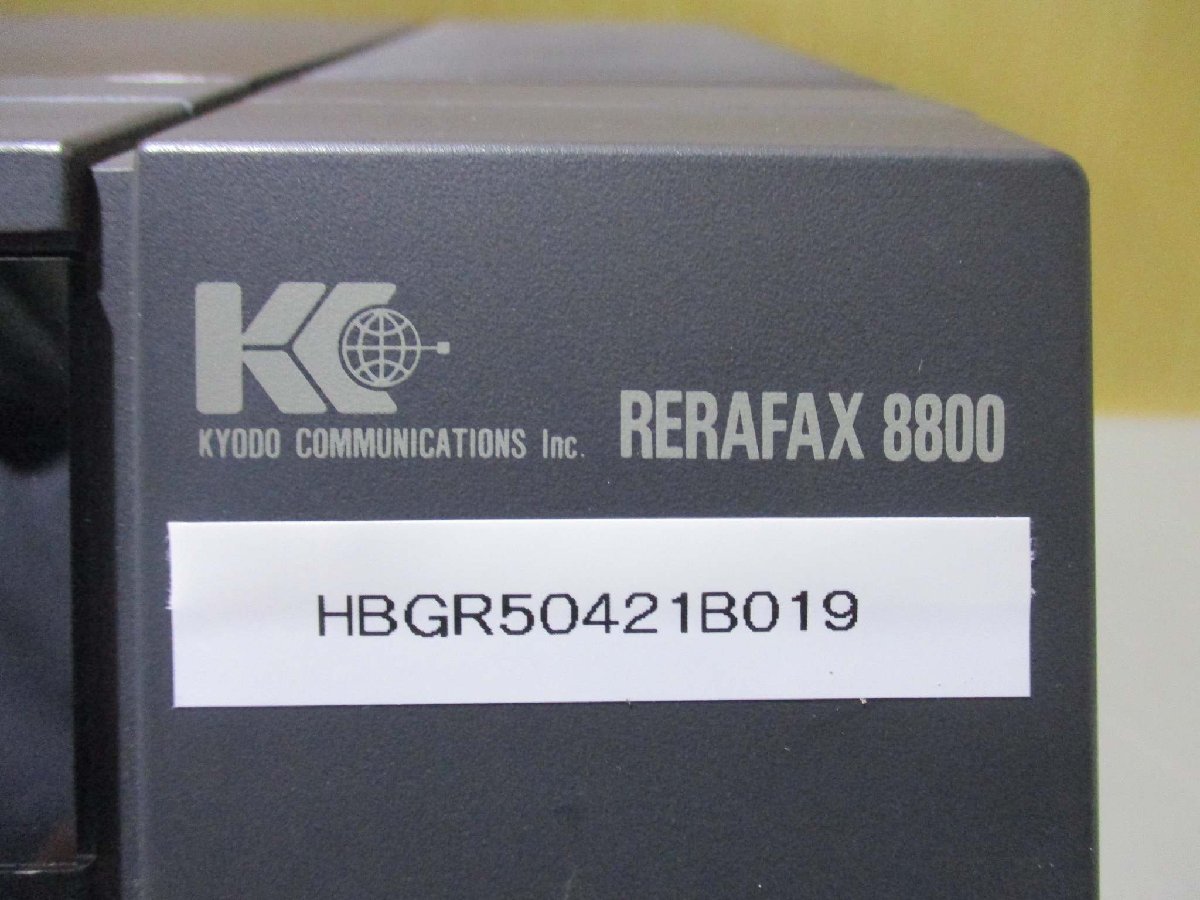 KC
KYODO COMMUNICATIONS Inc.
RERAFAX 8800
HBGR50421B019